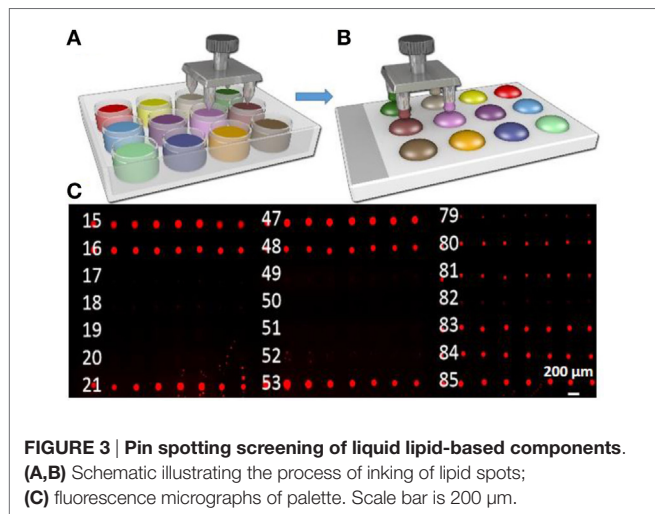 A
B
C
15 47 79
16 48 80
17 49 81
18 50 82
19 51 83
20 52 84
21 53 85
200 µm
FIGURE 3 | Pin spotting screening of liquid lipid-based components.
(A,B) Schematic illustrating the process of inking of lipid spots;
(C) fluorescence micrographs of palette. Scale bar is 200 µm.